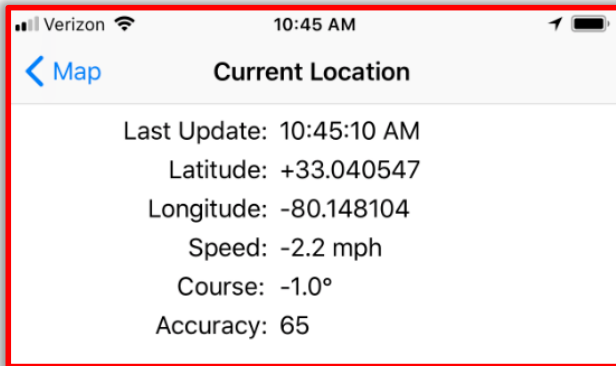 Verizon 10:45 AM
Map Current Location
Last Update: 10:45:10 AM
Latitude: +33.040547
Longitude: -80.148104
Speed: -2.2 mph
Course: -1.0°
Accuracy: 65